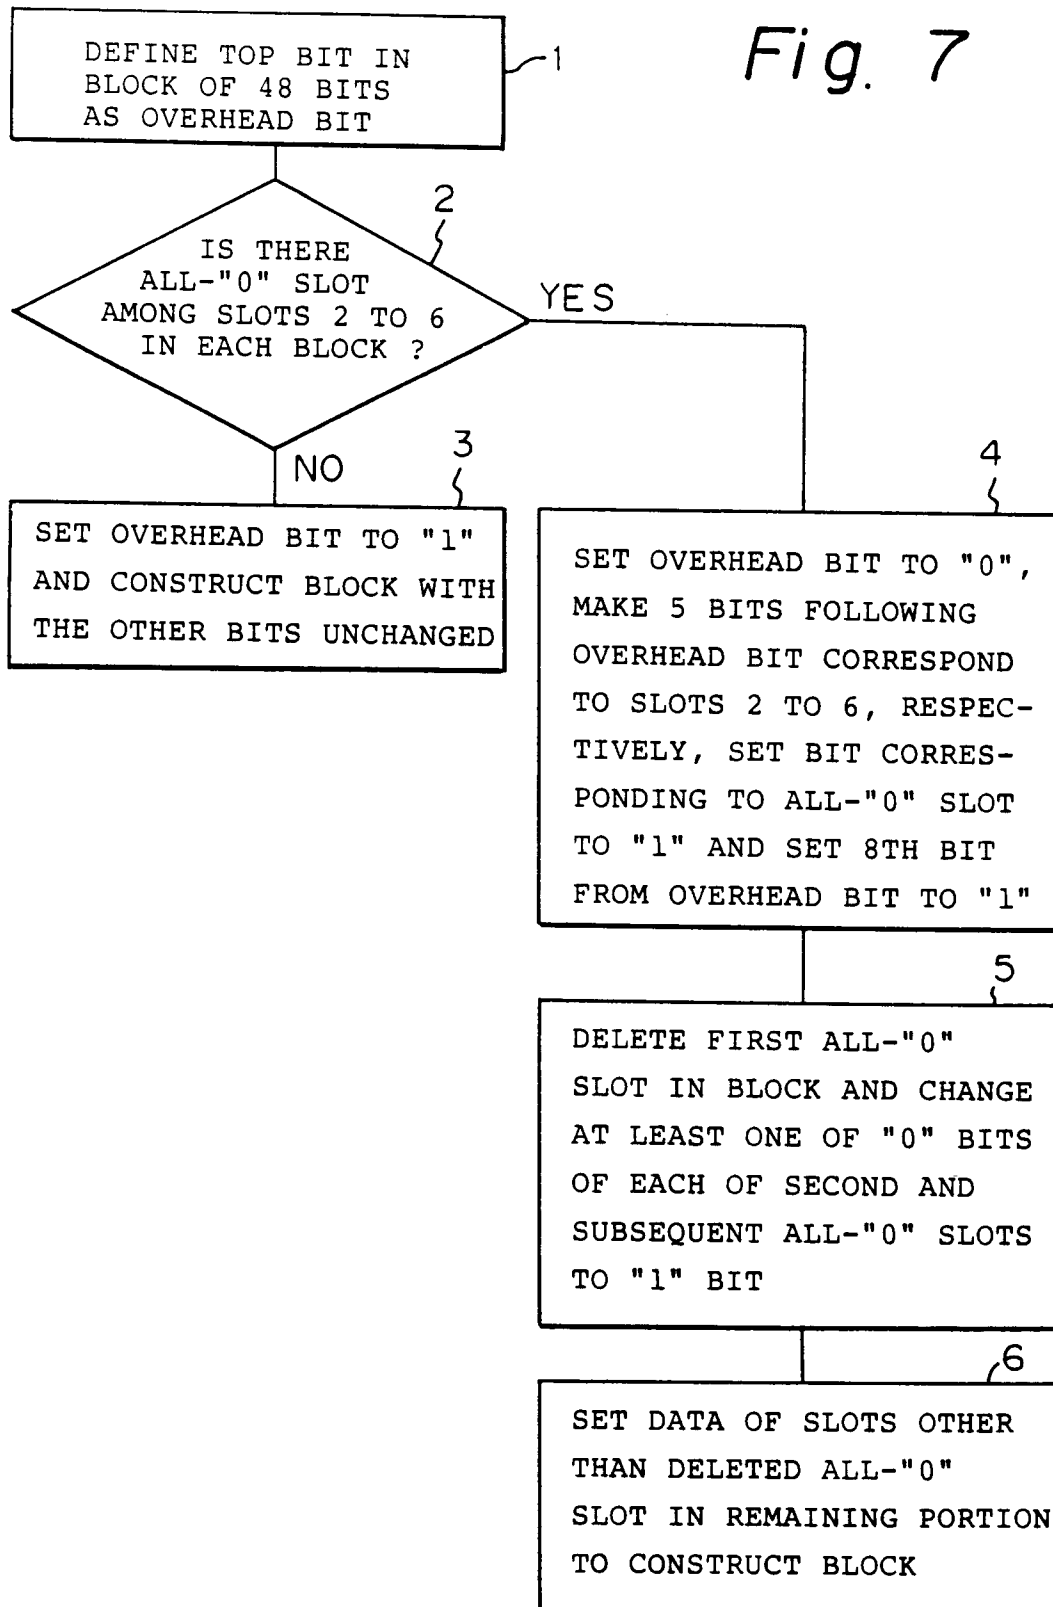 Fig. 7
1
DEFINE TOP BIT IN
BLOCK OF 48 BITS
AS OVERHEAD BIT
2
IS THERE
ALL-"0" SLOT
AMONG SLOTS 2 TO 6
IN EACH BLOCK ?
YES
NO
3
SET OVERHEAD BIT TO "1"
AND CONSTRUCT BLOCK WITH
THE OTHER BITS UNCHANGED
4
SET OVERHEAD BIT TO "0",
MAKE 5 BITS FOLLOWING
OVERHEAD BIT CORRESPOND
TO SLOTS 2 TO 6, RESPEC-
TIVELY, SET BIT CORRES-
PONDING TO ALL-"0" SLOT
TO "1" AND SET 8TH BIT
FROM OVERHEAD BIT TO "1"
5
DELETE FIRST ALL-"0"
SLOT IN BLOCK AND CHANGE
AT LEAST ONE OF "0" BITS
OF EACH OF SECOND AND
SUBSEQUENT ALL-"0" SLOTS
TO "1" BIT
6
SET DATA OF SLOTS OTHER
THAN DELETED ALL-"0"
SLOT IN REMAINING PORTION
TO CONSTRUCT BLOCK